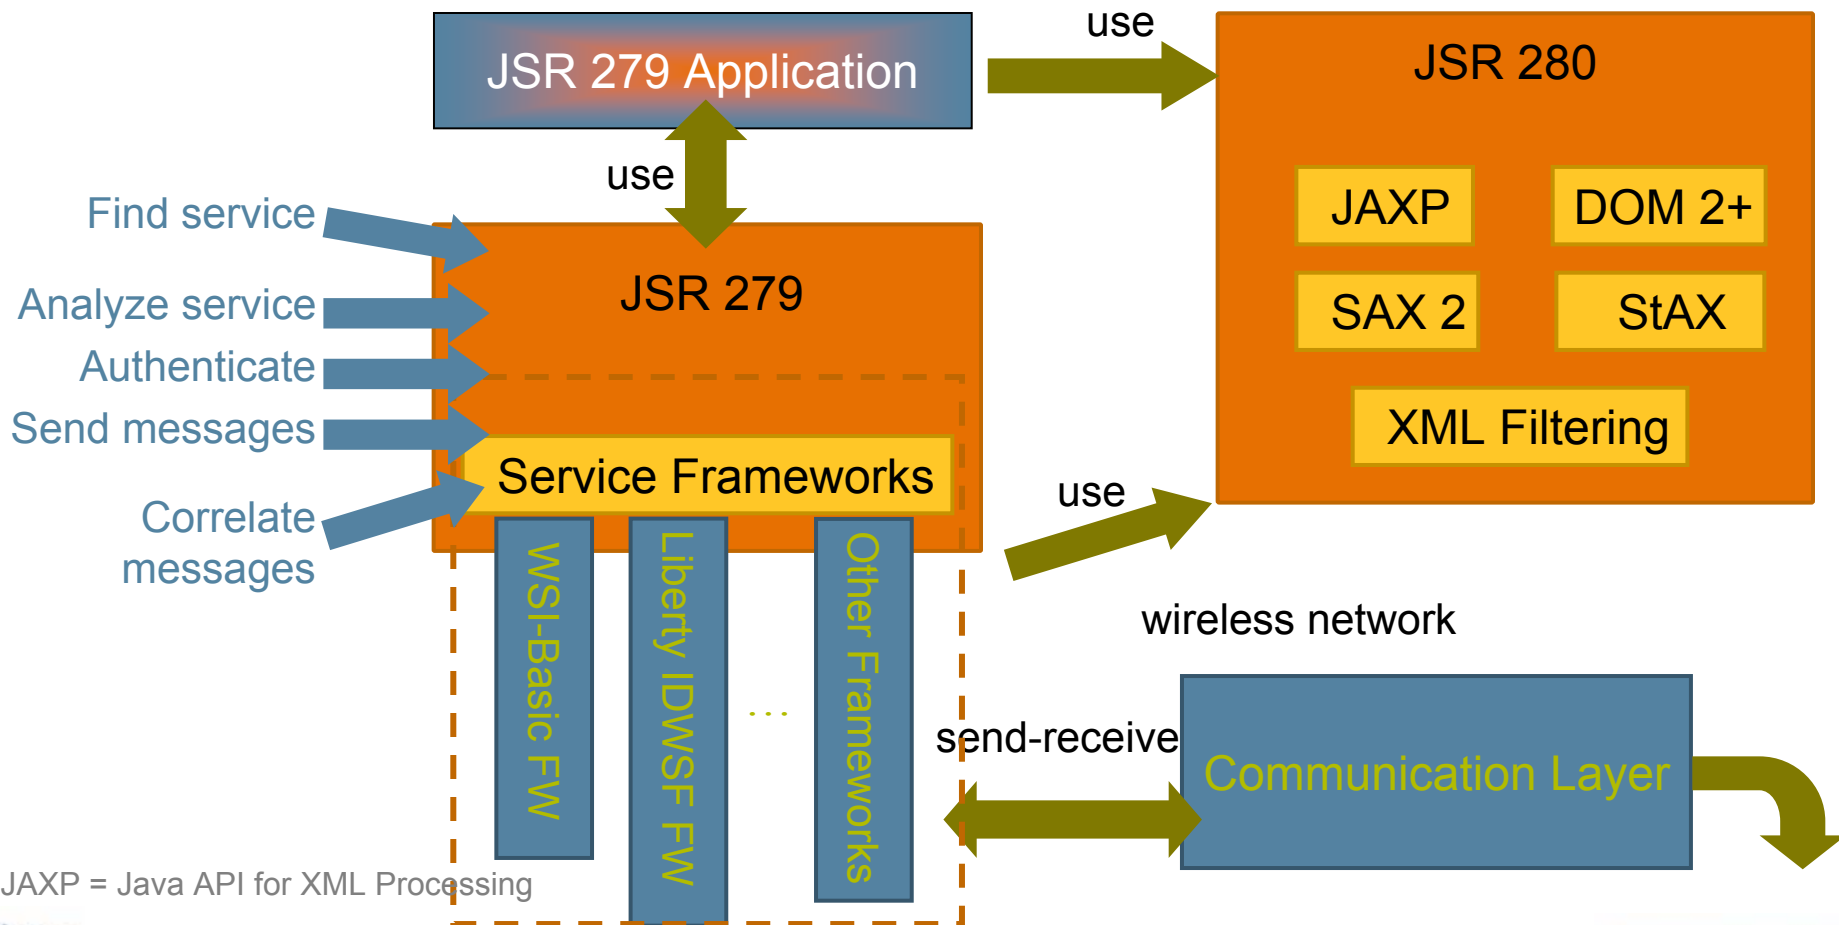 use
JSR 279 Application
JSR 280
use
JAXP
DOM 2+
Find service
JSR 279
Analyze service
SAX 2
StAX
Authenticate
Send messages
XML Filtering
Service Frameworks
use
Correlate
messages
WSI-Basic FW
Liberty IDWSF FW
...
Other Frameworks
wireless network
send-receive
Communication Layer
JAXP = Java API for XML Processing